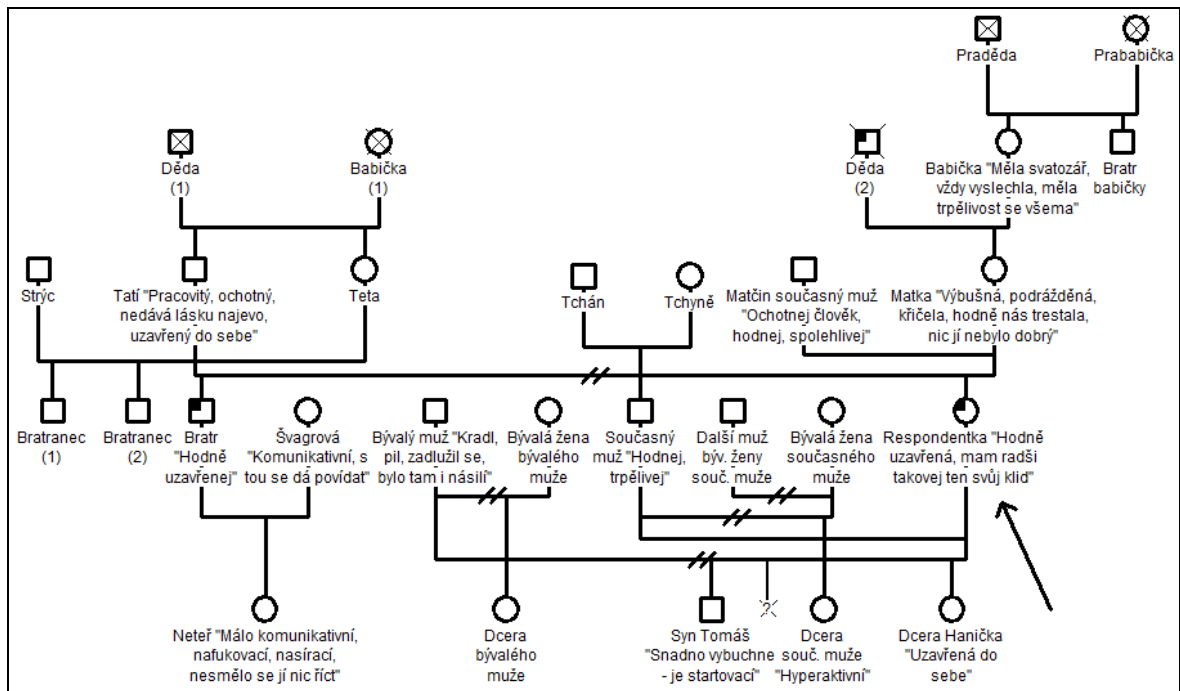 Praděda
Prababička
Děda
(1)
Babička
(1)
Děda
(2)
Babička "Měla svatozář,
vždy vyslechla, měla
trpělivost se všema"
Bratr
babičky
Strýc
Tatí "Pracovitý, ochotný,
nedává lásku najevo,
uzavřený do sebe"
Teta
Tchán
Tchyně
Matčin současný muž
"Ochotnej člověk,
hodnej, spolehlivej"
Matka "Výbušná, podrážděná,
křičela, hodně nás trestala,
nic jí nebylo dobrý"
Bratranec
(1)
Bratranec
(2)
Bratr
"Hodně
uzavřenej"
Švagrová
"Komunikativní, s
tou se dá povídat"
Bývalý muž "Kradl,
pil, zadlužil se,
bylo tam i násilí"
Bývalá žena
bývalého
muže
Současný
muž "Hodnej,
trpělivej"
Další muž
býv. ženy
souč. muže
Bývalá žena
současného
muže
Respondentka "Hodně
uzavřená, mam radši
takovej ten svůj klid"
?
Neteř "Málo komunikativní,
nafukovací, nasírací,
nesmělo se jí nic říct"
Dcera
bývalého
muže
Syn Tomáš
"Snadno vybuchne
- je startovací"
Dcera
souč. muže
"Hyperaktivní"
Dcera Hanička
"Uzavřená do
sebe"